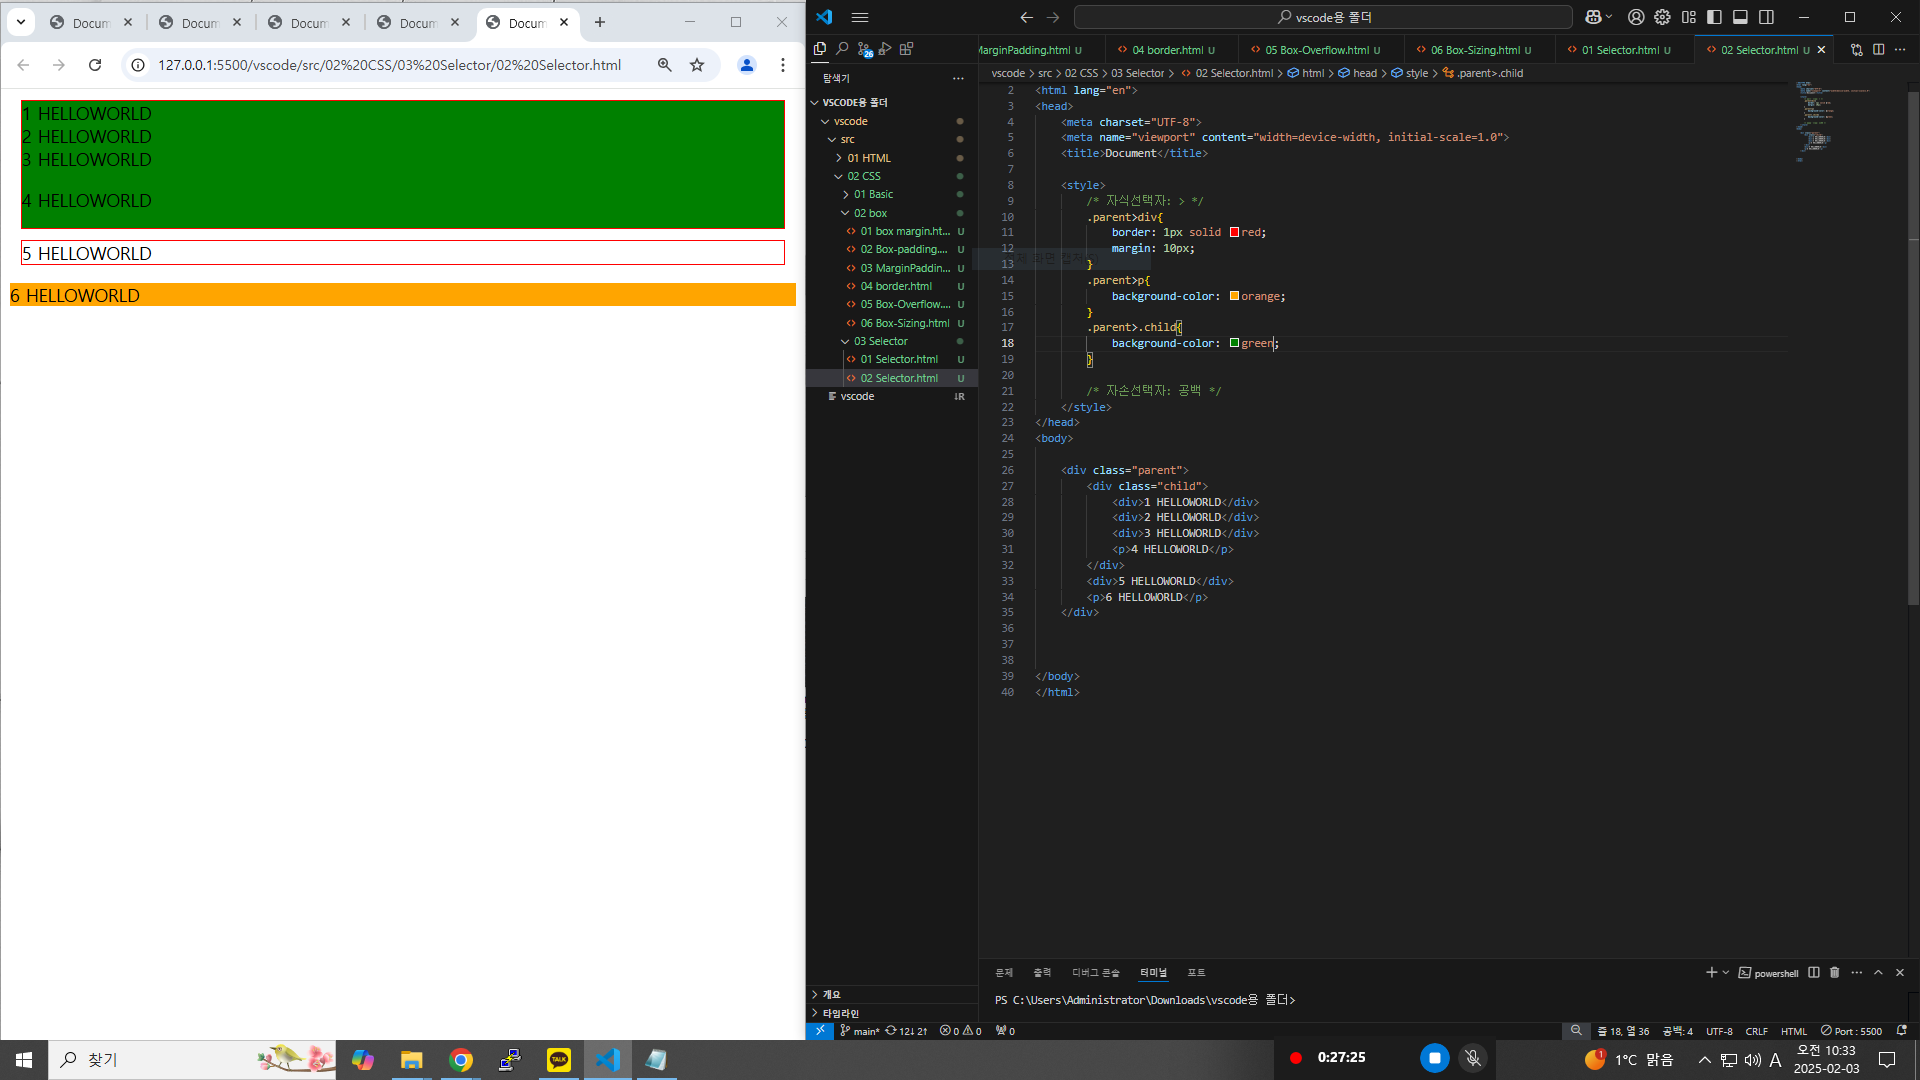 Docum
Docum
Docum
Docum
Docum
127.0.0.1:5500/vscode/src/02%20CSS/03%20Selector/02%20Selector.html
1 HELLOWORLD
2 HELLOWORLD
3 HELLOWORLD
4 HELLOWORLD
5 HELLOWORLD
6 HELLOWORLD
vscode용 폴더
26
탐색기
VSCODE용 폴더
vscode
src
01 HTML
02 CSS
01 Basic
02 box
01 box margin.ht... U
02 Box-padding.... U
03 MarginPaddin... U
04 border.html U
05 Box-Overflow.... U
06 Box-Sizing.html U
03 Selector
01 Selector.html U
02 Selector.html U
vscode
개요
타임라인
MarginPadding.html U
04 border.html U
05 Box-Overflow.html U
06 Box-Sizing.html U
01 Selector.html U
02 Selector.html U
vscode > src > 02 CSS > 03 Selector > 02 Selector.html > html > head > style > .parent>.child
2 <html lang="en">
3 <head>
4 <meta charset="UTF-8">
5 <meta name="viewport" content="width=device-width, initial-scale=1.0">
6 <title>Document</title>
7
8 <style>
9 /* 자식선택자: > */
10 .parent>div{
11 border: 1px solid red;
12 margin: 10px;
13 }
14 .parent>p{
15 background-color: orange;
16 }
17 .parent>.child{
18 background-color: green;
19 }
20
21 /* 자손선택자: 공백 */
22 </style>
23 </head>
24 <body>
25
26 <div class="parent">
27 <div class="child">
28 <div>1 HELLOWORLD</div>
29 <div>2 HELLOWORLD</div>
30 <div>3 HELLOWORLD</div>
31 <p>4 HELLOWORLD</p>
32 </div>
33 <div>5 HELLOWORLD</div>
34 <p>6 HELLOWORLD</p>
35 </div>
36
37
38
39 </body>
40 </html>
문제 출력 디버그 콘솔 터미널 포트
powershell
PS C:\Users\Administrator\Downloads\vscode용 폴더>
main* 12↓ 2↑ 0 0 0
줄 18, 열 36 공백: 4 UTF-8 CRLF HTML Port : 5500
찾기
TALK
0:27:25
1
1°C 맑음
A
오전 10:33
2025-02-03